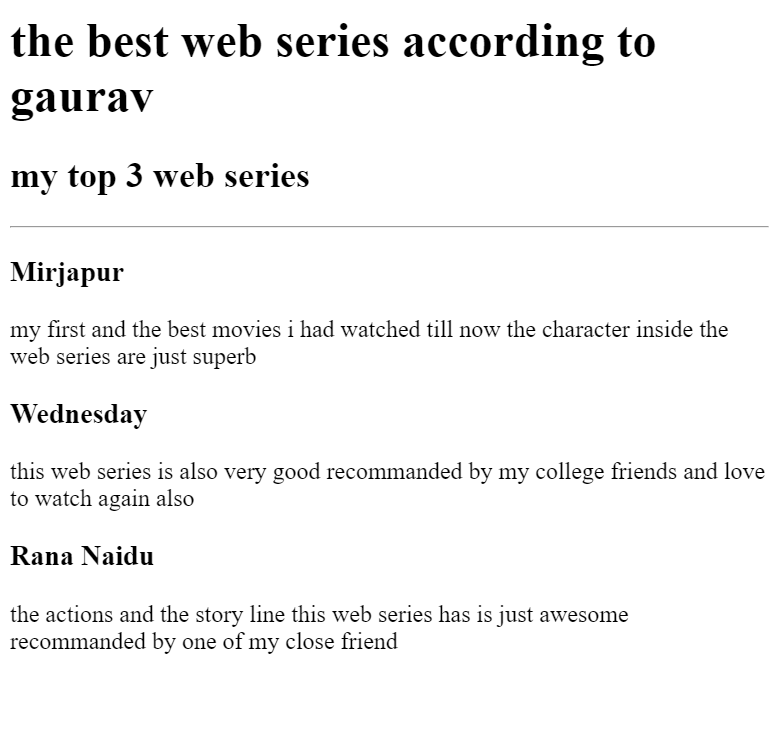 the best web series according to
gaurav
my top 3 web series
Mirjapur
my first and the best movies i had watched till now the character inside the
web series are just superb
Wednesday
this web series is also very good recommanded by my college friends and love
to watch again also
Rana Naidu
the actions and the story line this web series has is just awesome
recommanded by one of my close friend